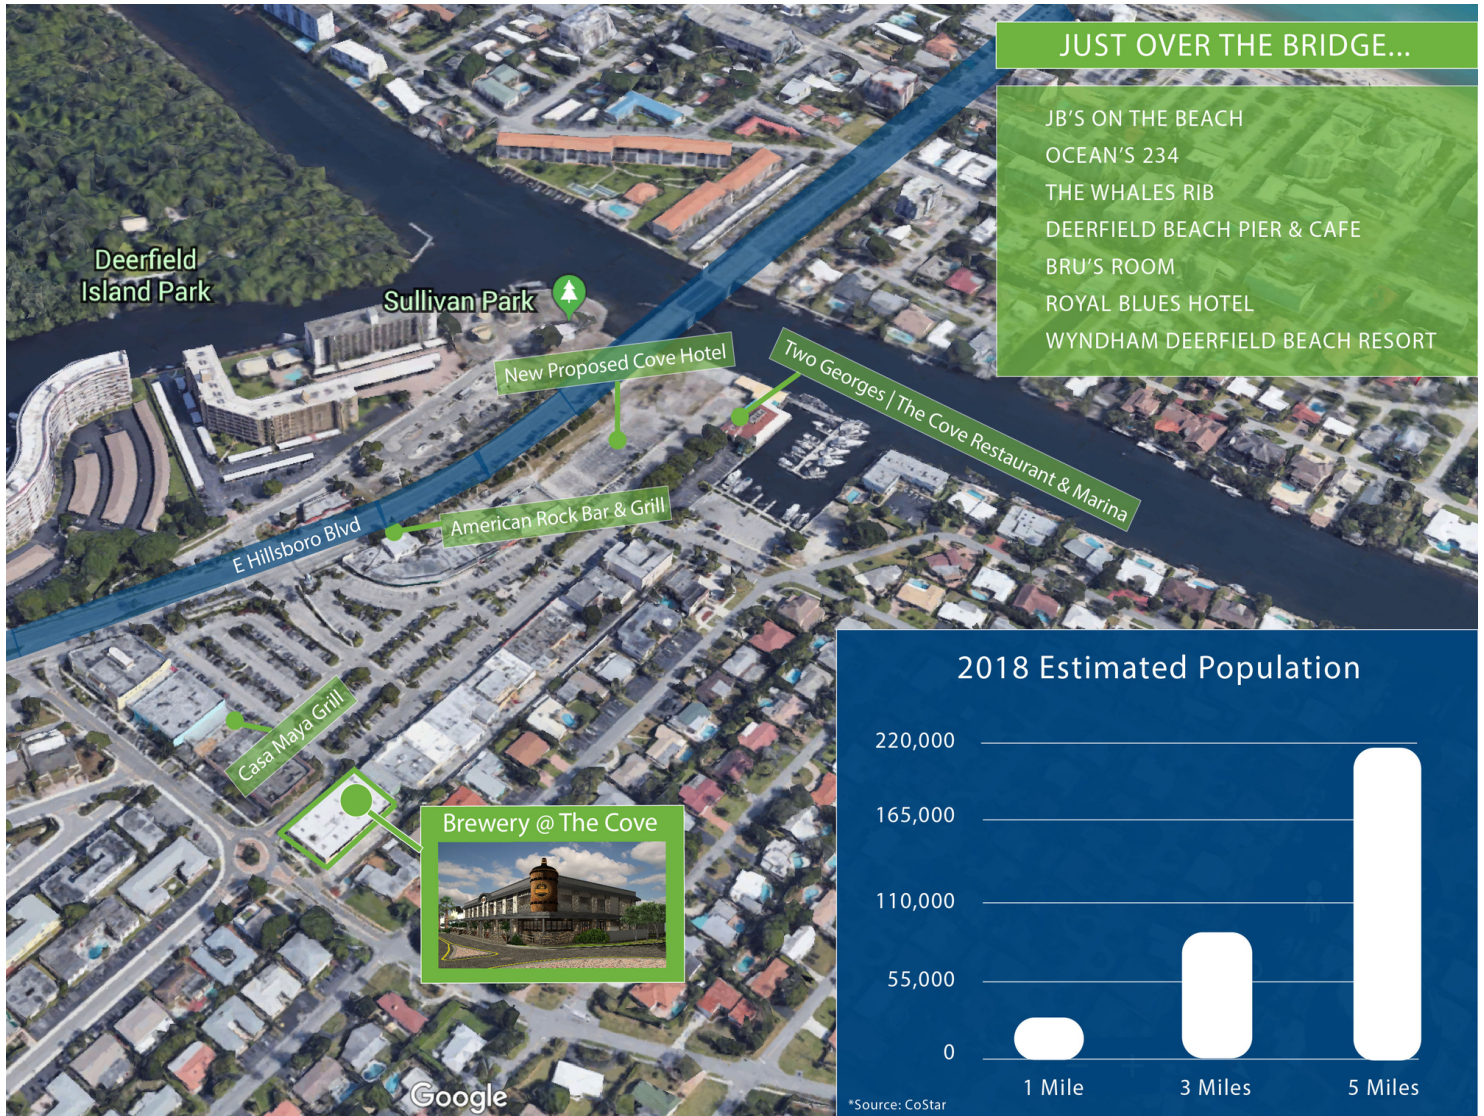 JUST OVER THE BRIDGE...
JB'S ON THE BEACH
OCEAN'S 234
THE WHALES RIB
DEERFIELD BEACH PIER & CAFE
BRU'S ROOM
ROYAL BLUES HOTEL
WYNDHAM DEERFIELD BEACH RESORT
Deerfield
Island Park
Sullivan Park
New Proposed Cove Hotel
Two Georges | The Cove Restaurant & Marina
American Rock Bar & Grill
E Hillsboro Blvd
Casa Maya Grill
Brewery @ The Cove
Google
2018 Estimated Population
220,000
165,000
110,000
55,000
0
1 Mile
3 Miles
5 Miles
*Source: CoStar